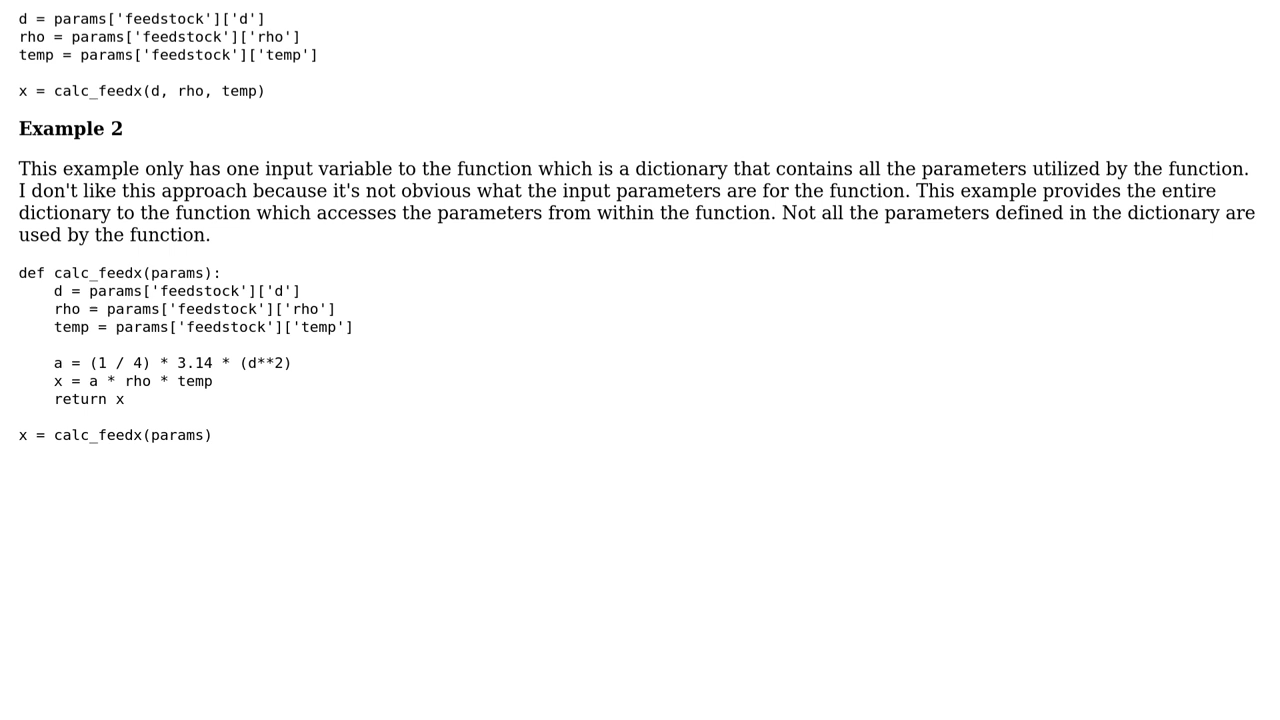 d = params['feedstock']['d']
rho = params['feedstock']['rho']
temp = params['feedstock']['temp']

x = calc_feedx(d, rho, temp)
Example 2
This example only has one input variable to the function which is a dictionary that contains all the parameters utilized by the function.
I don't like this approach because it's not obvious what the input parameters are for the function. This example provides the entire
dictionary to the function which accesses the parameters from within the function. Not all the parameters defined in the dictionary are
used by the function.
def calc_feedx(params):
    d = params['feedstock']['d']
    rho = params['feedstock']['rho']
    temp = params['feedstock']['temp']

    a = (1 / 4) * 3.14 * (d**2)
    x = a * rho * temp
    return x

x = calc_feedx(params)